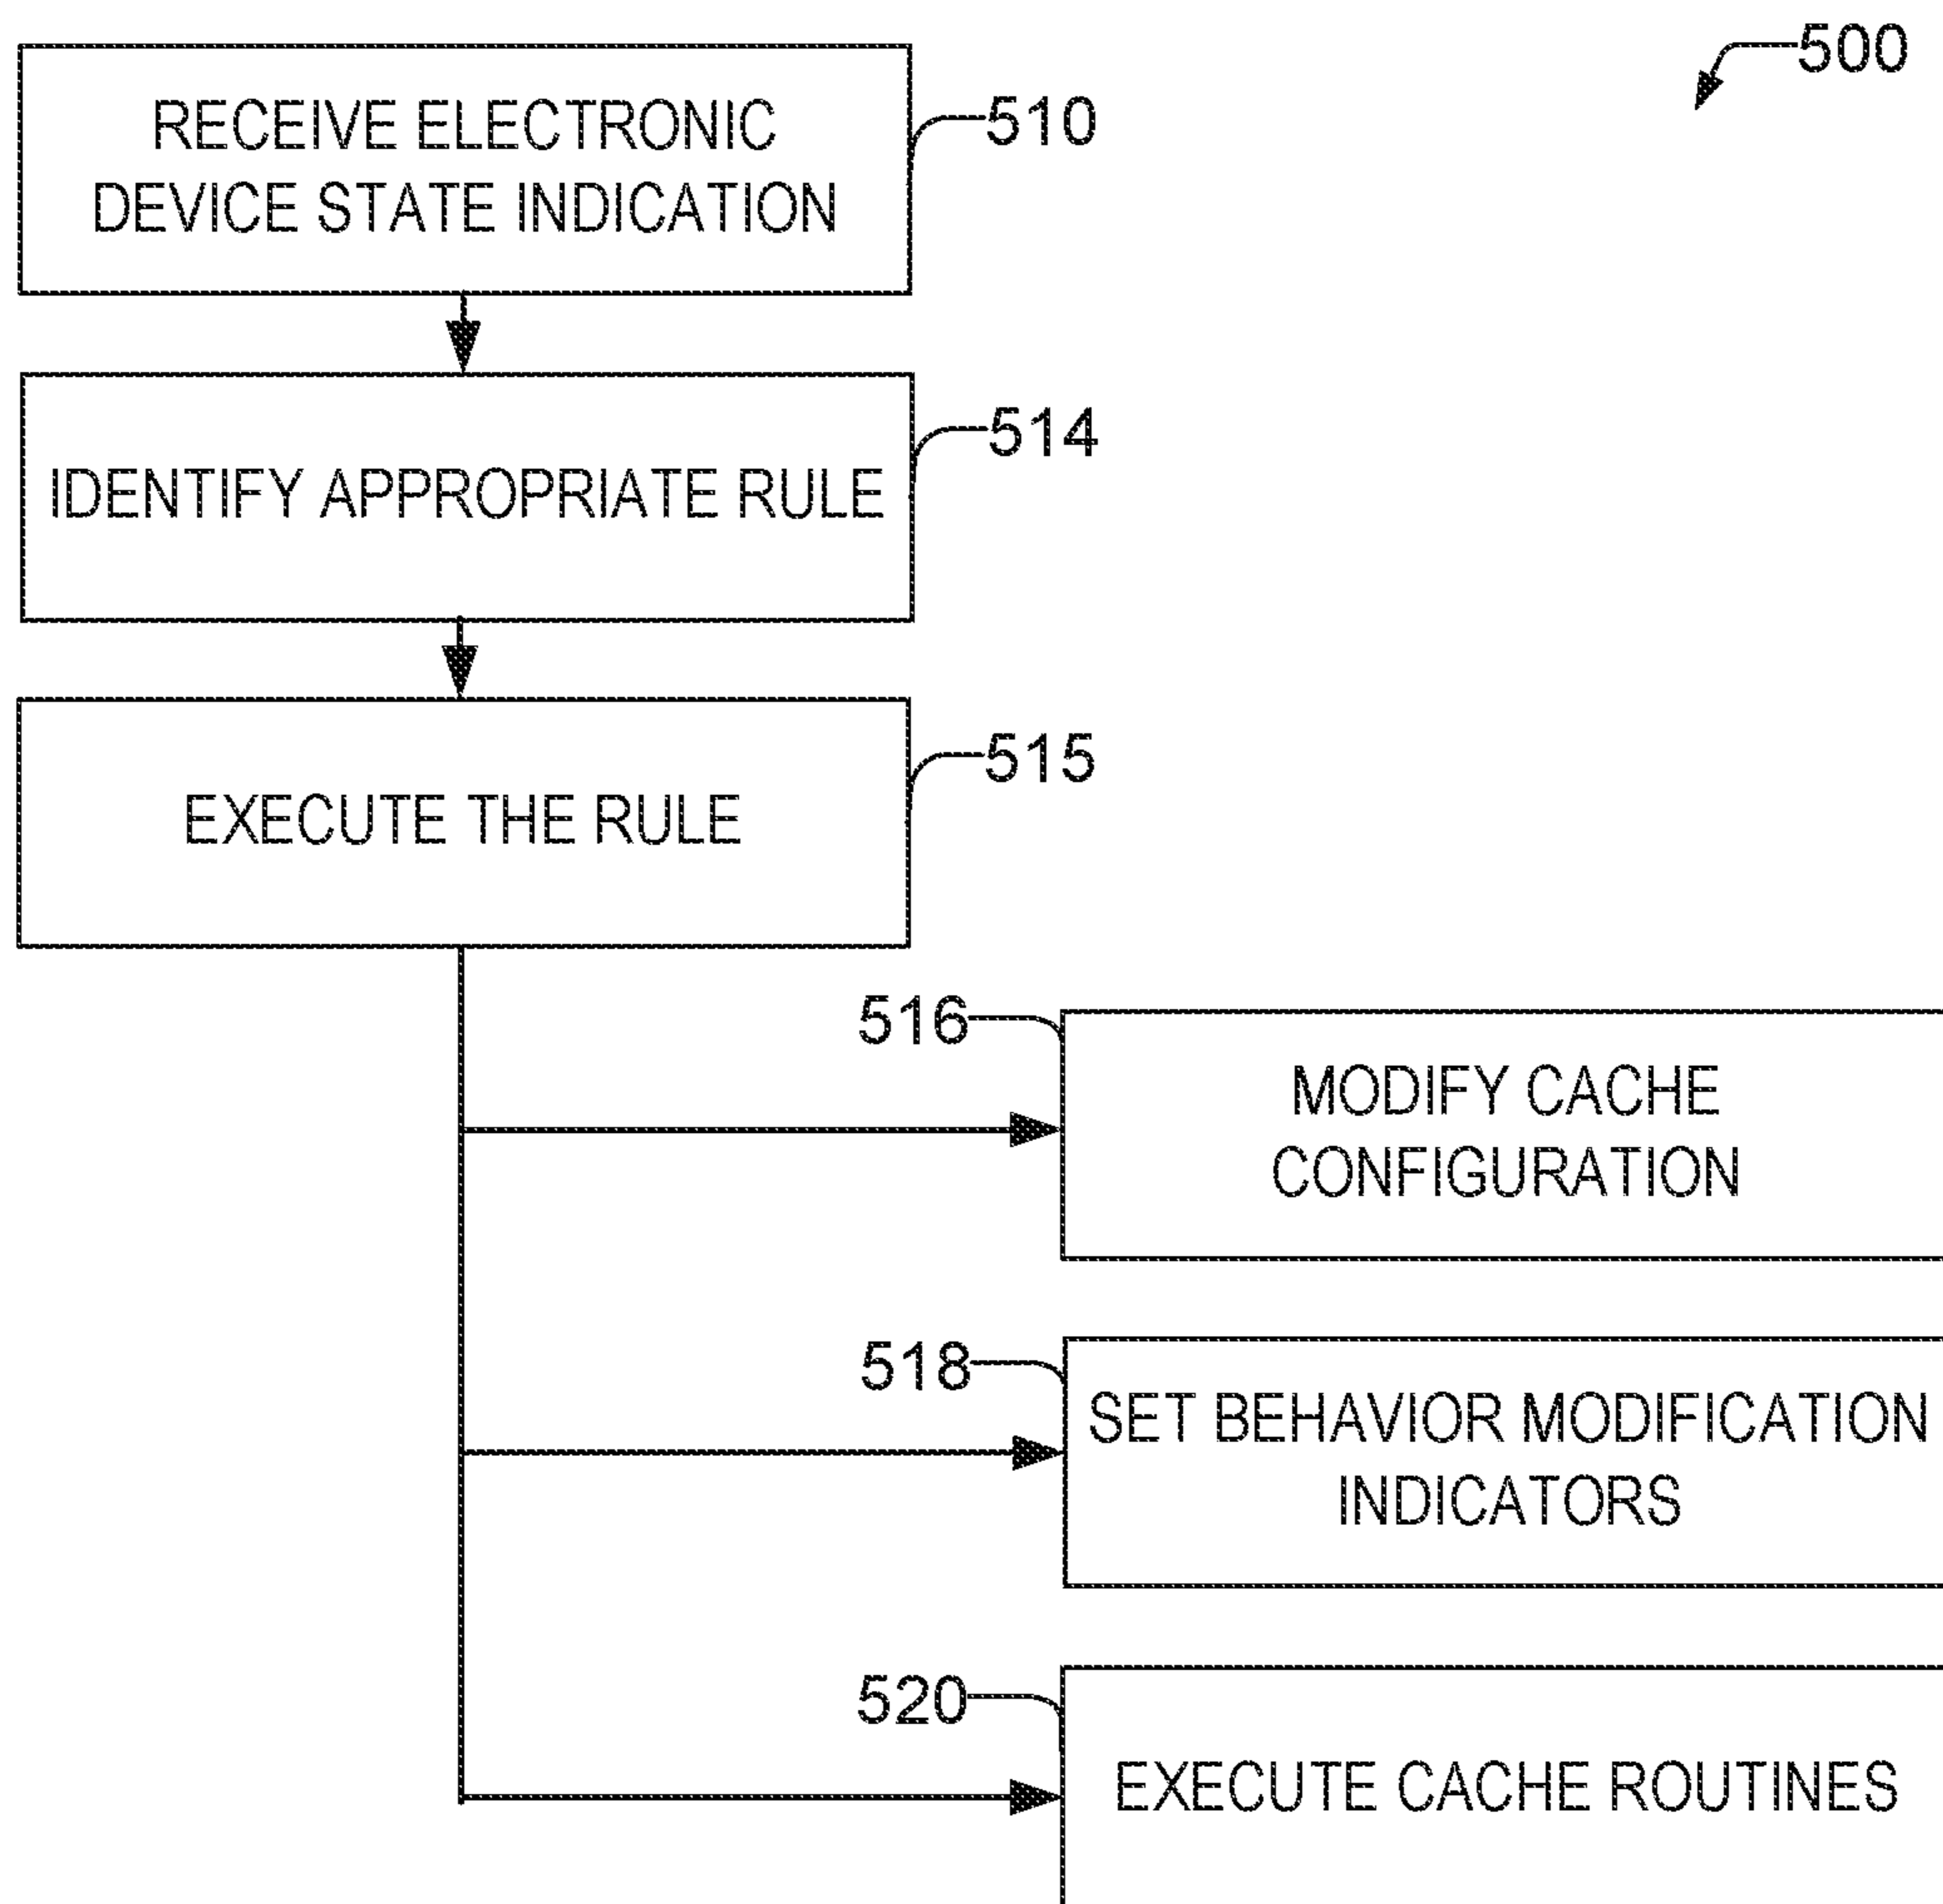 500
RECEIVE ELECTRONIC
DEVICE STATE INDICATION
510
IDENTIFY APPROPRIATE RULE
514
EXECUTE THE RULE
515
516
MODIFY CACHE
CONFIGURATION
518
SET BEHAVIOR MODIFICATION
INDICATORS
520
EXECUTE CACHE ROUTINES